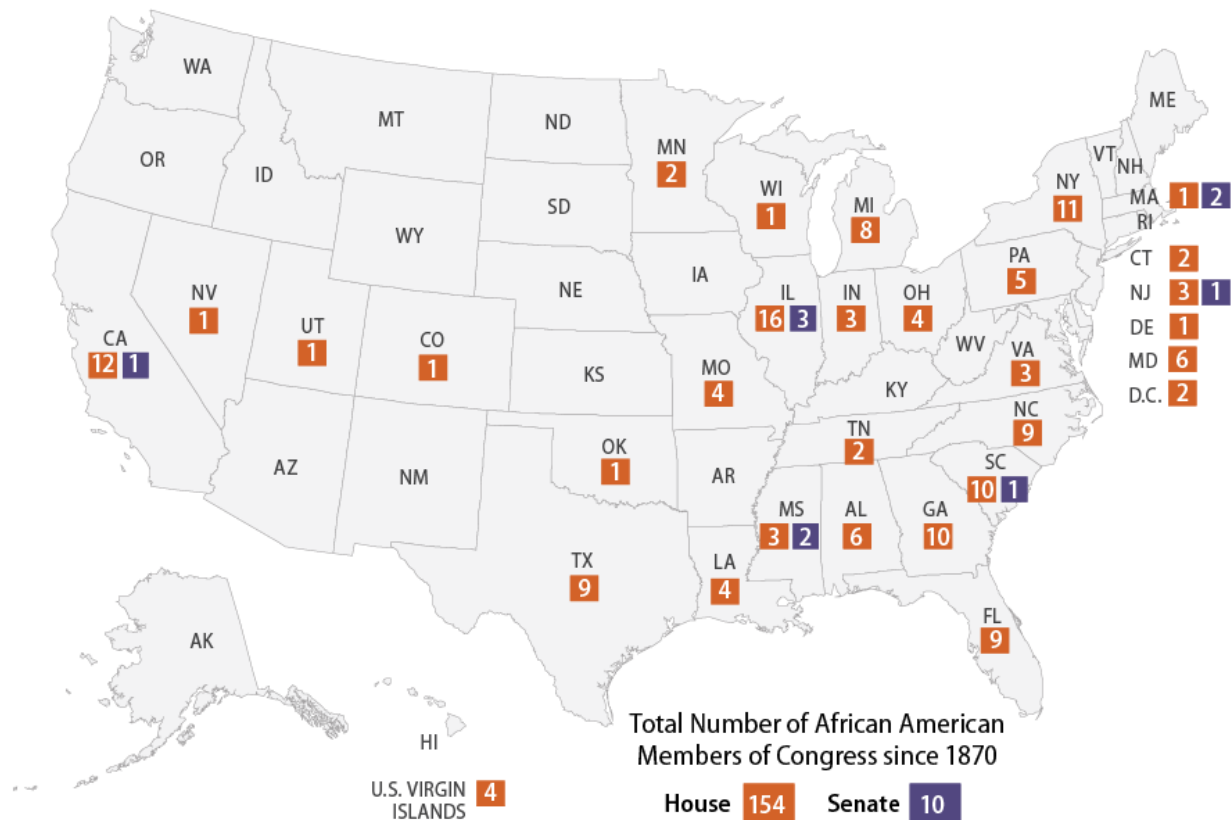 WA
MT
ND
MN
2
OR
ID
SD
WI
1
MI
8
ME
VT
NH
NY
11
MA 1 2
RI
WY
IA
NE
PA
5
CT 2
NJ 3 1
DE 1
MD 6
D.C. 2
NV
1
UT
1
CO
1
CA
12 1
KS
MO
4
IL
16 3
IN
3
OH
4
WV
VA
3
KY
NC
9
TN
2
SC
10 1
AZ
NM
OK
1
AR
MS
3 2
AL
6
GA
10
TX
9
LA
4
FL
9
AK
HI
U.S. VIRGIN 4
ISLANDS
Total Number of African American
Members of Congress since 1870
House 154 Senate 10